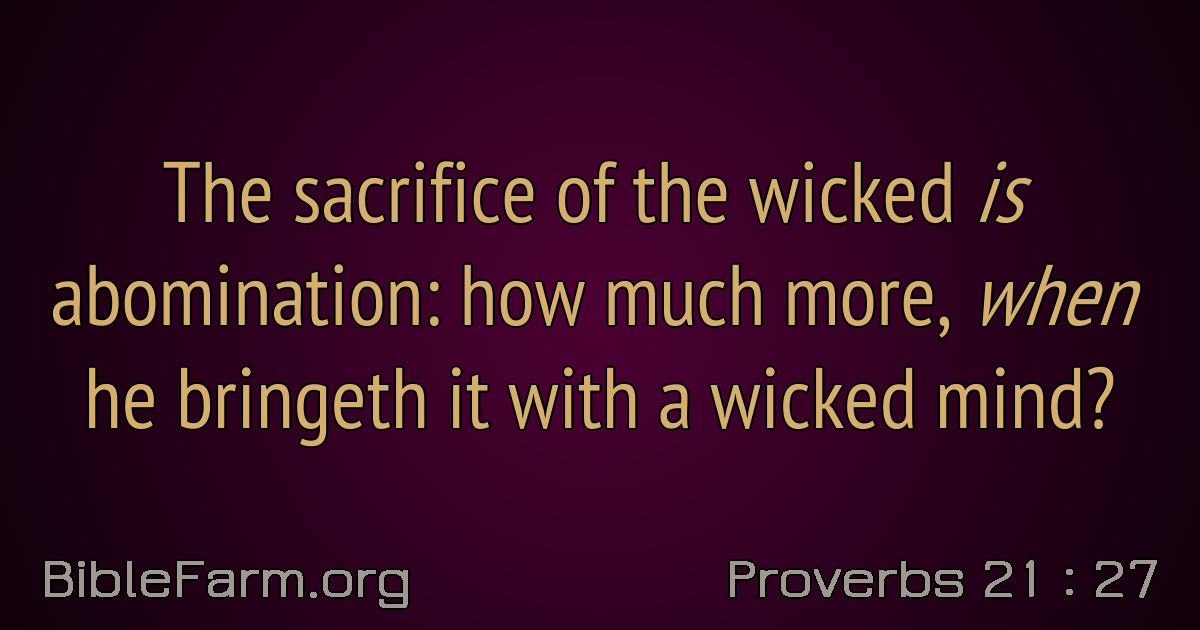 The sacrifice of the wicked is
abomination: how much more, when
he bringeth it with a wicked mind?
BibleFarm.org
Proverbs 21 : 27